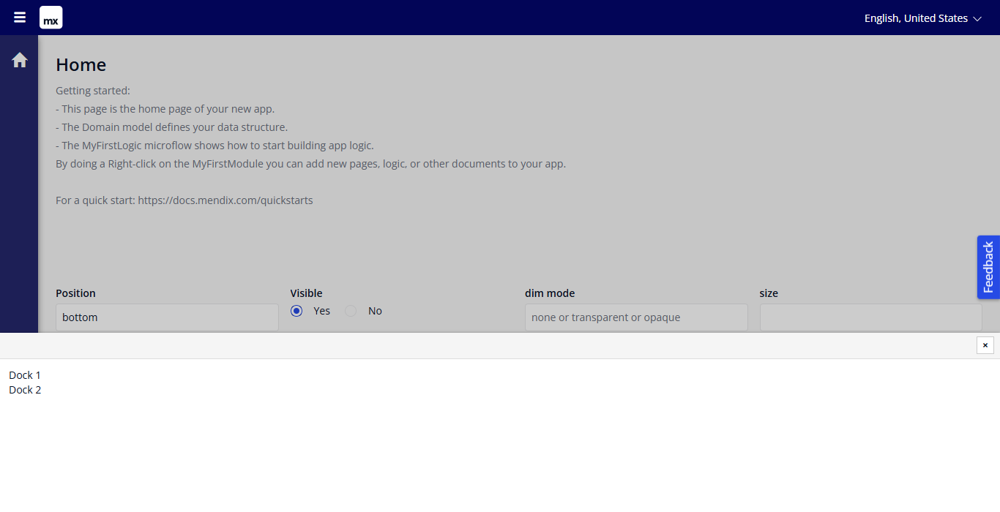 mx
English, United States
Home
Getting started:
- This page is the home page of your new app.
- The Domain model defines your data structure.
- The MyFirstLogic microflow shows how to start building app logic.
By doing a Right-click on the MyFirstModule you can add new pages, logic, or other documents to your app.
For a quick start: https://docs.mendix.com/quickstarts
Feedback
Position Visible dim mode size
bottom Yes No none or transparent or opaque
×
Dock 1
Dock 2